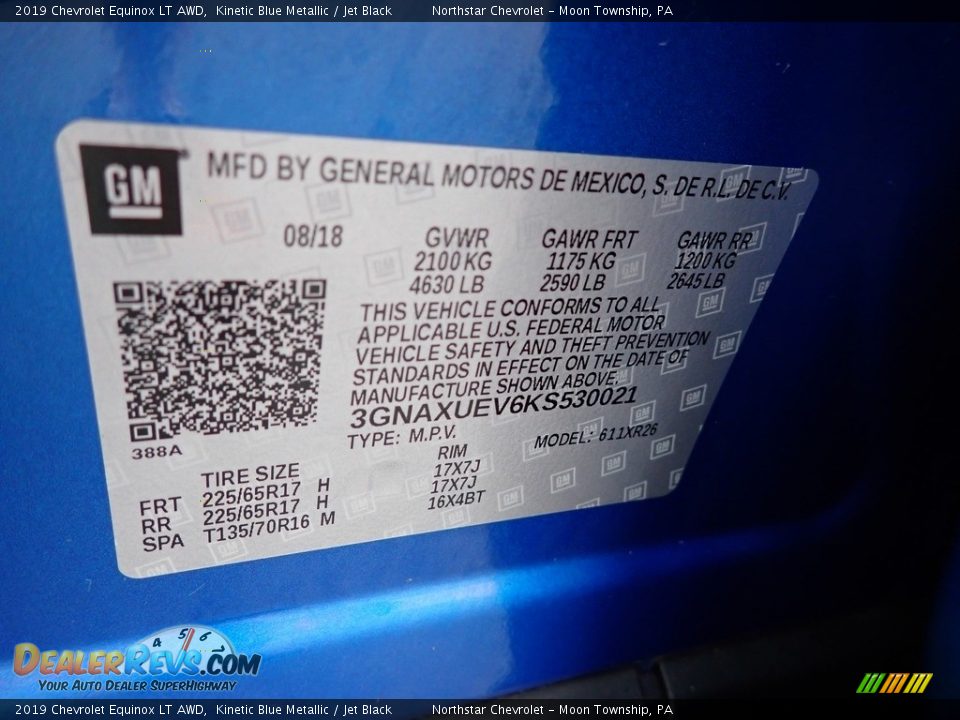 2019 Chevrolet Equinox LT AWD, Kinetic Blue Metallic / Jet Black Northstar Chevrolet - Moon Township, PA
GM MFD BY GENERAL MOTORS DE MEXICO, S. DE R.L. DE C.V.
08/18 GVWR GAWR FRT GAWR RR
2100 KG 1175 KG 1200 KG
4630 LB 2590 LB 2645 LB
THIS VEHICLE CONFORMS TO ALL
APPLICABLE U.S. FEDERAL MOTOR
VEHICLE SAFETY AND THEFT PREVENTION
STANDARDS IN EFFECT ON THE DATE OF
MANUFACTURE SHOWN ABOVE.
3GNAXUEV6KS530021
TYPE: M.P.V. MODEL: 611XR26
388A
TIRE SIZE RIM
FRT 225/65R17 H 17X7J
RR 225/65R17 H 17X7J
SPA T135/70R16 M 16X4BT
4 5 6
DEALERREVS.COM
YOUR AUTO DEALER SUPERHIGHWAY
2019 Chevrolet Equinox LT AWD, Kinetic Blue Metallic / Jet Black Northstar Chevrolet - Moon Township, PA